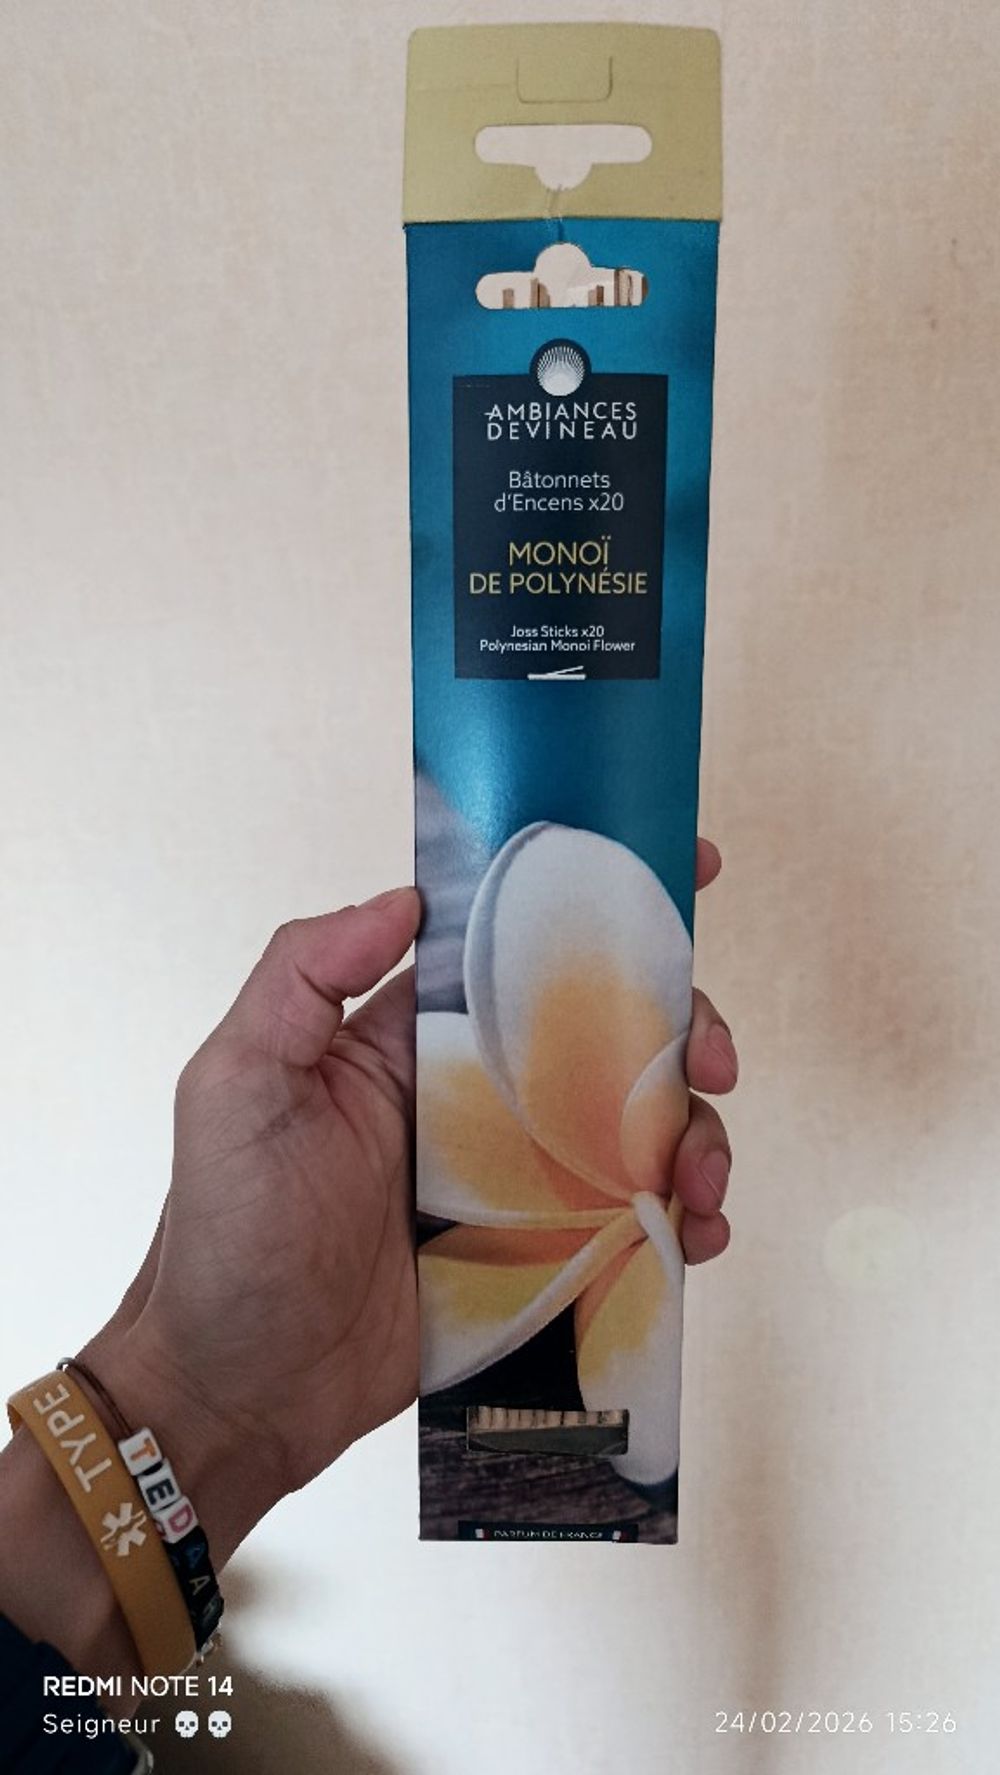 AMBIANCES
DEVINEAU
Bâtonnets
d'Encens x20
MONOÏ
DE POLYNÉSIE
Joss Sticks x20
Polynesian Monoi Flower
PARFUM DE FRANCE
TYPE
TED
REDMI NOTE 14
Seigneur 💀💀
24/02/2026 15:26